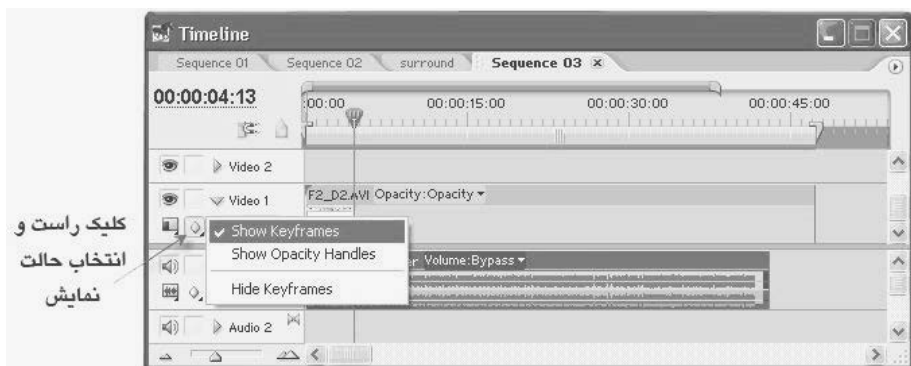 Timeline
Sequence 01 Sequence 02 surround Sequence 03
00:00:04:13
:00:00 00:00:15:00 00:00:30:00 00:00:45:00
Video 2
Video 1
F2_D2.AVI Opacity:Opacity
Show Keyframes
Show Opacity Handles
Hide Keyframes
Volume:Bypass
Audio 2
کلیک راست و
انتخاب حالت
نمایش